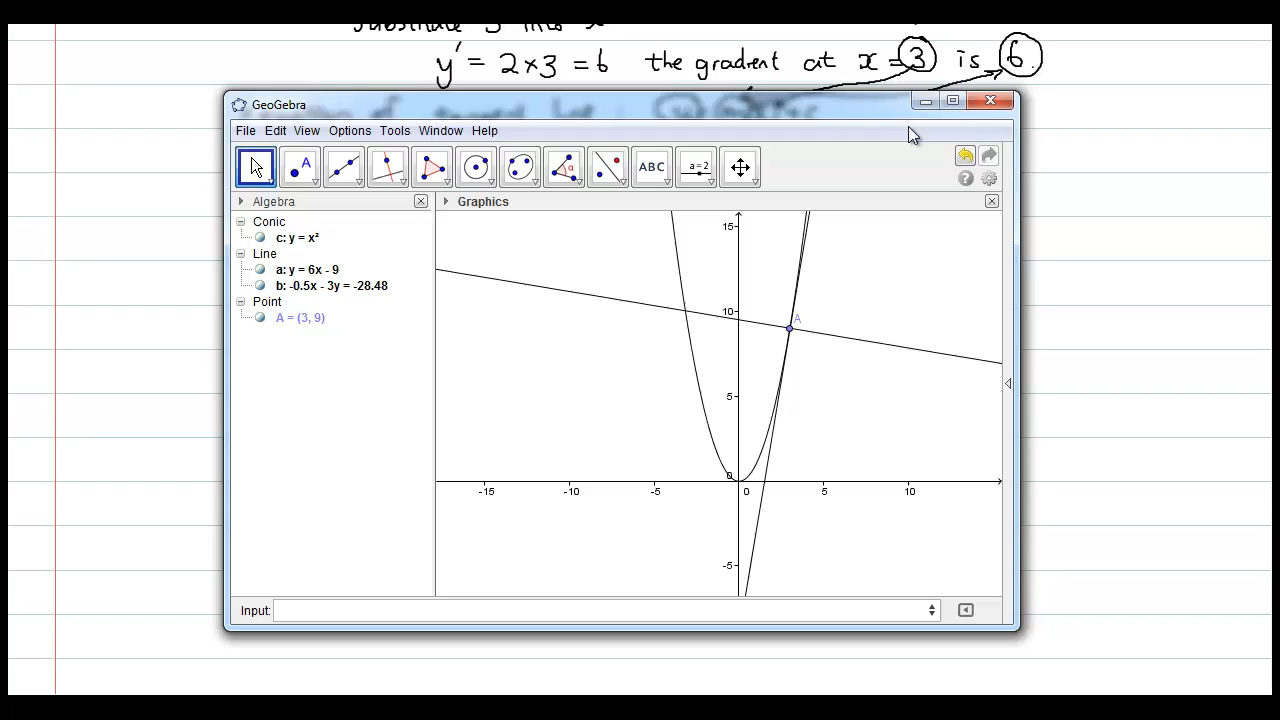 y' = 2×3 = 6 the gradient at x = 3 is 6.
GeoGebra
File Edit View Options Tools Window Help
A
α
ABC
a=2
Algebra
Graphics
Conic
c: y = x²
Line
a: y = 6x - 9
b: -0.5x - 3y = -28.48
Point
A = (3, 9)
15
10
A
5
0
-15 -10 -5 0 5 10
-5
Input: